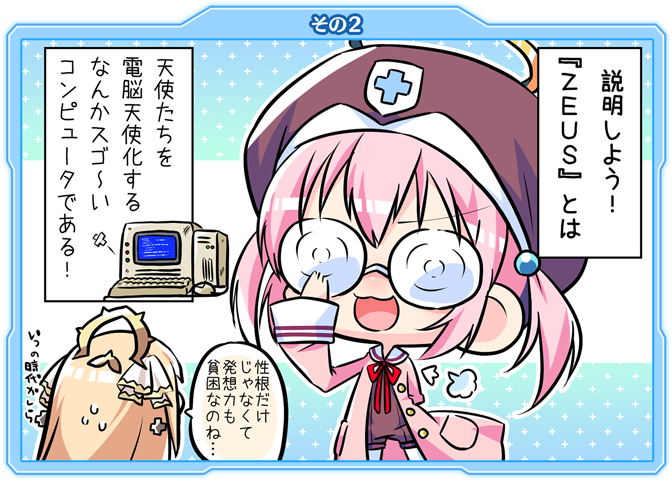 その2
説明しよう！
『ZEUS』とは
天使たちを
電脳天使化する
なんかスゴ〜い
コンピュータである！
性根だけ
じゃなくて
発想力も
貧困なのね…
いつの時代かしら